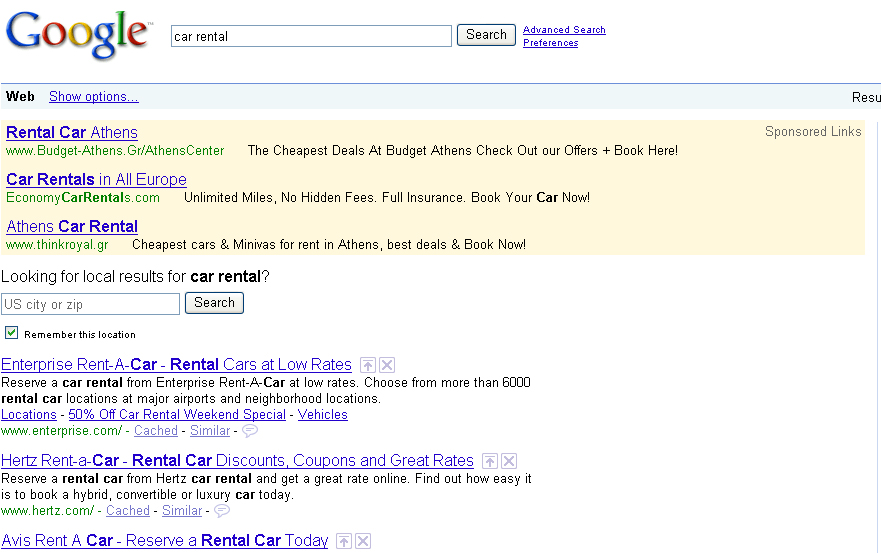 Google™
car rental
Search
Advanced Search
Preferences
Web Show options...
Resu
Sponsored Links
Rental Car Athens
www.Budget-Athens.Gr/AthensCenter The Cheapest Deals At Budget Athens Check Out our Offers + Book Here!
Car Rentals in All Europe
EconomyCarRentals.com Unlimited Miles, No Hidden Fees. Full Insurance. Book Your Car Now!
Athens Car Rental
www.thinkroyal.gr Cheapest cars & Minivas for rent in Athens, best deals & Book Now!
Looking for local results for car rental?
US city or zip Search
Remember this location
Enterprise Rent-A-Car - Rental Cars at Low Rates
Reserve a car rental from Enterprise Rent-A-Car at low rates. Choose from more than 6000
rental car locations at major airports and neighborhood locations.
Locations - 50% Off Car Rental Weekend Special - Vehicles
www.enterprise.com/ - Cached - Similar -
Hertz Rent-a-Car - Rental Car Discounts, Coupons and Great Rates
Reserve a rental car from Hertz car rental and get a great rate online. Find out how easy it
is to book a hybrid, convertible or luxury car today.
www.hertz.com/ - Cached - Similar -
Avis Rent A Car - Reserve a Rental Car Today